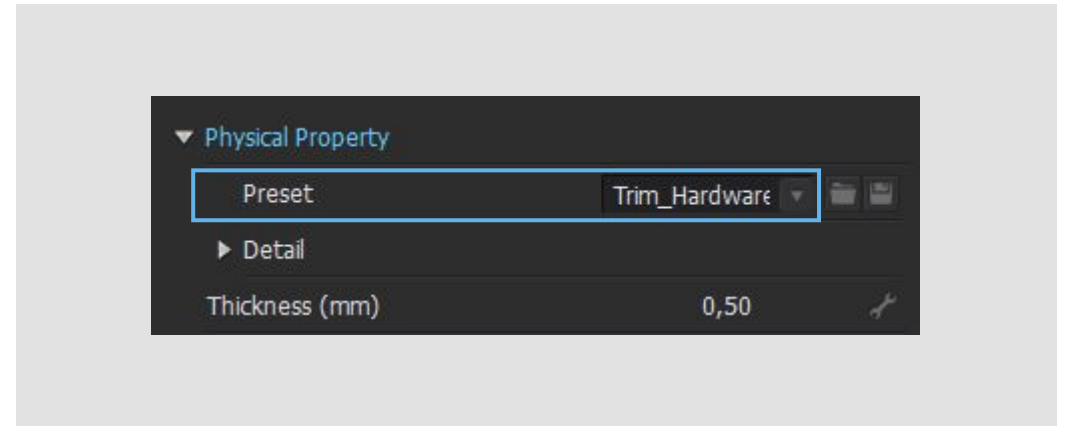 Physical Property
Preset Trim_Hardware
Detail
Thickness (mm) 0,50